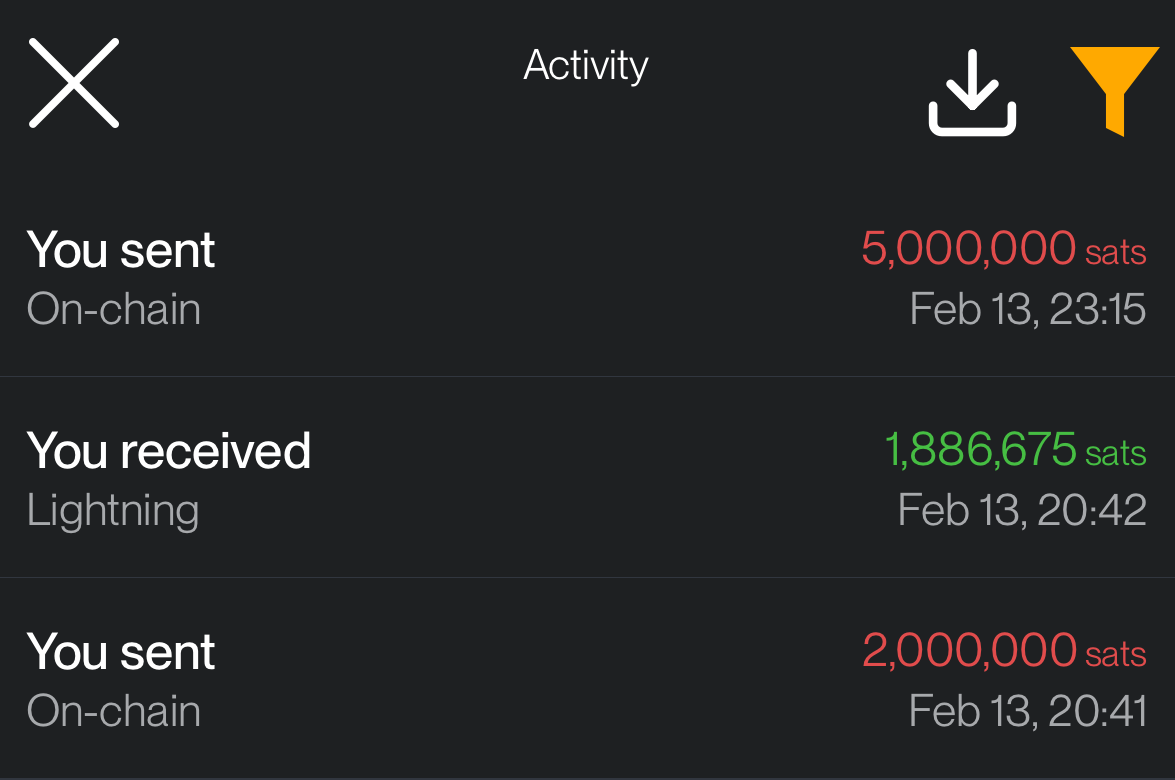 Activity
You sent
5,000,000 sats
On-chain
Feb 13, 23:15
You received
1,886,675 sats
Lightning
Feb 13, 20:42
You sent
2,000,000 sats
On-chain
Feb 13, 20:41